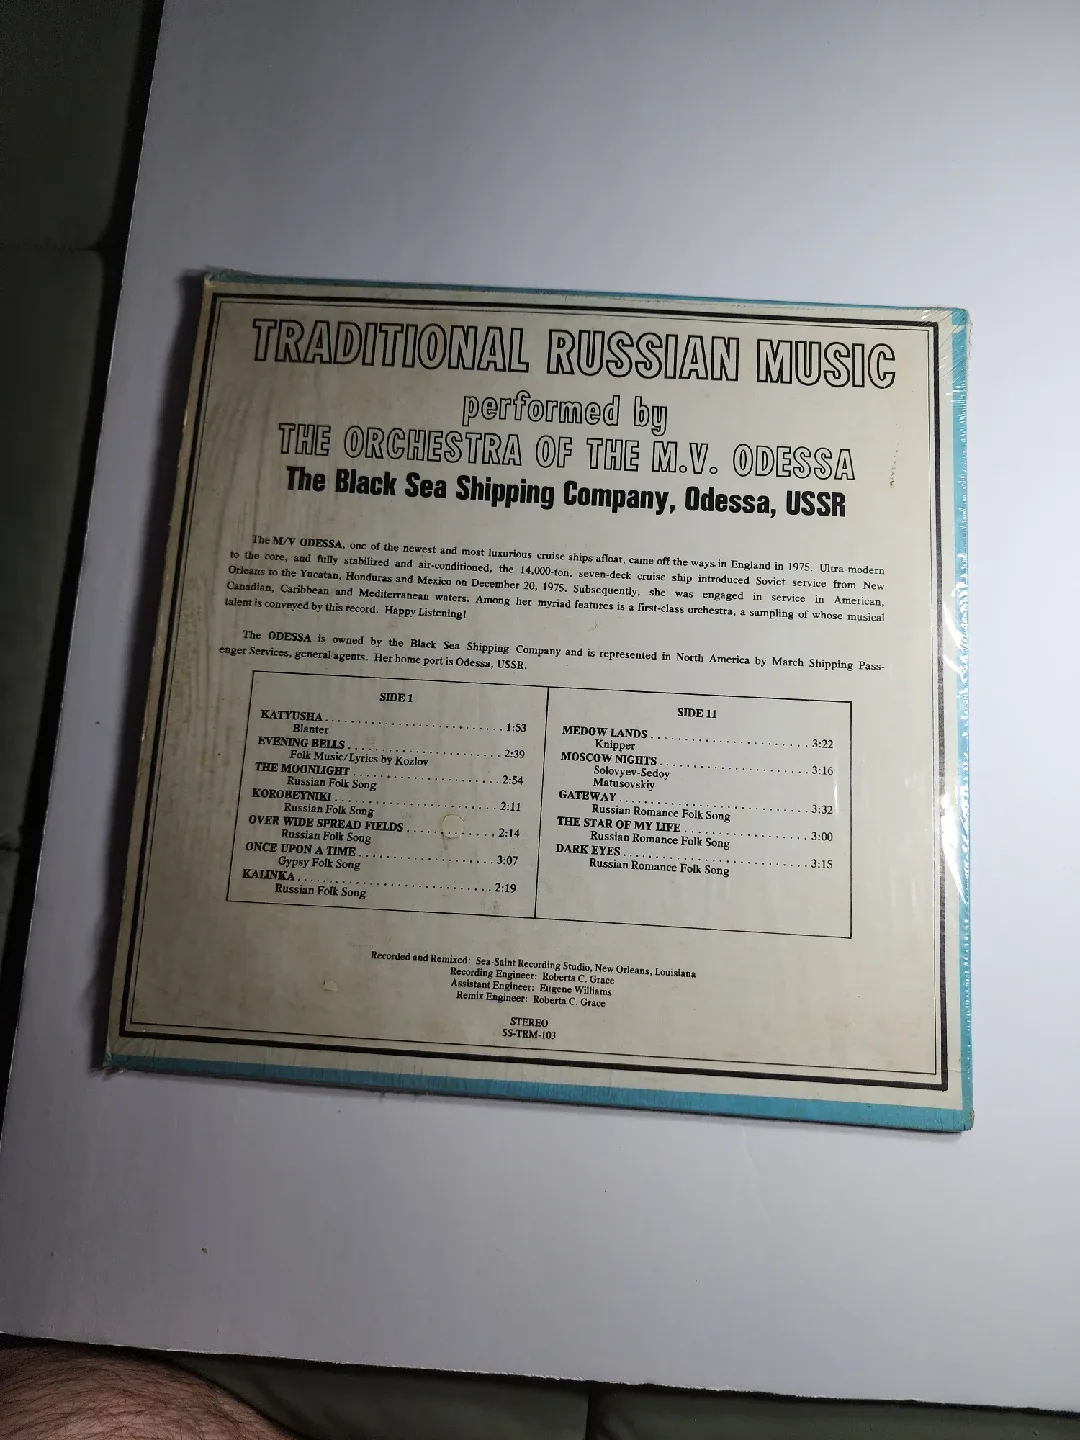 TRADITIONAL RUSSIAN MUSIC
performed by
THE ORCHESTRA OF THE M.V. ODESSA
The Black Sea Shipping Company, Odessa, USSR
The M/V ODESSA, one of the newest and most luxurious cruise ships afloat, came off the ways in England in 1975. Ultra-modern
to the core, and fully stabilized and air-conditioned, the 14,000-ton, seven-deck cruise ship introduced Soviet service from New
Orleans to the Yucatan, Honduras and Mexico on December 20, 1975. Subsequently, she was engaged in service in American,
Canadian, Caribbean and Mediterranean waters. Among her myriad features is a first-class orchestra, a sampling of whose musical
talent is conveyed by this record. Happy Listening!
The ODESSA is owned by the Black Sea Shipping Company and is represented in North America by March Shipping Pass-
enger Services, general agents. Her home port is Odessa, USSR.
SIDE 1
KATYUSHA . . . . . . . . . . . . . . . . . . . . . . . . . . . 1:53
Blanter
EVENING BELLS . . . . . . . . . . . . . . . . . . . . . . . 2:39
Folk Music/Lyrics by Kozlov
THE MOONLIGHT . . . . . . . . . . . . . . . . . . . . . . 2:54
Russian Folk Song
KOROBEYNIKI . . . . . . . . . . . . . . . . . . . . . . . . . 2:11
Russian Folk Song
OVER WIDE SPREAD FIELDS . . . . . . . . . . . . . 2:14
Russian Folk Song
ONCE UPON A TIME . . . . . . . . . . . . . . . . . . . . 3:07
Gypsy Folk Song
KALINKA . . . . . . . . . . . . . . . . . . . . . . . . . . . . . 2:19
Russian Folk Song
SIDE 11
MEDOW LANDS . . . . . . . . . . . . . . . . . . . . . . . . 3:22
Knipper
MOSCOW NIGHTS . . . . . . . . . . . . . . . . . . . . . . . 3:16
Solovyev-Sedoy
Matusovskiy
GATEWAY . . . . . . . . . . . . . . . . . . . . . . . . . . . . . 3:32
Russian Romance Folk Song
THE STAR OF MY LIFE . . . . . . . . . . . . . . . . . . . 3:00
Russian Romance Folk Song
DARK EYES . . . . . . . . . . . . . . . . . . . . . . . . . . . . 3:15
Russian Romance Folk Song
Recorded and Remixed: Sea-Saint Recording Studio, New Orleans, Louisiana
Recording Engineer: Roberta C. Grace
Assistant Engineer: Eugene Williams
Remix Engineer: Roberta C. Grace
STEREO
SS-TRM-103